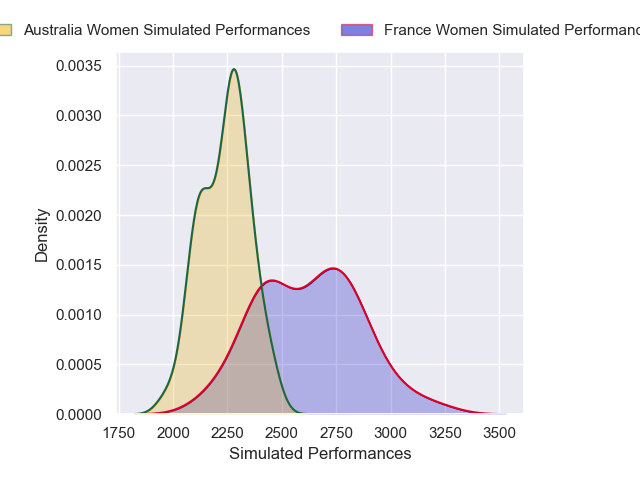 Australia Women Simulated Performances France Women Simulated
0.0035
0.0030
0.0025
0.0020
0.0015
0.0010
0.0005
0.0000
Density
1750 2000 2250 2500 2750 3000 3250 3500
Simulated Performances